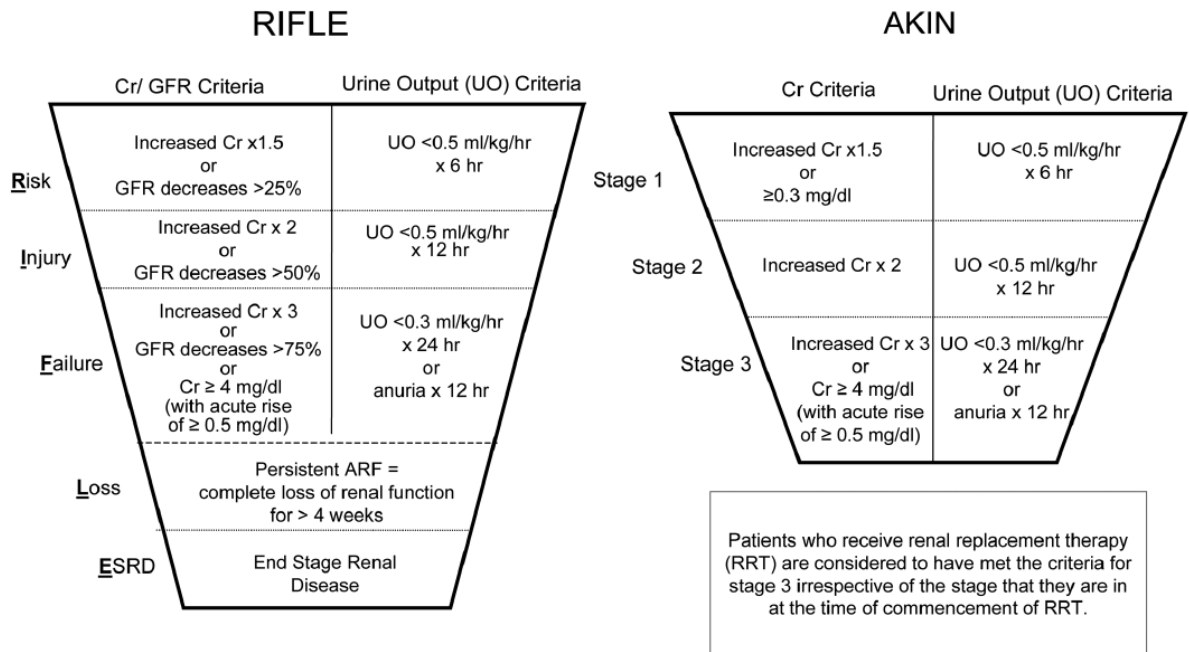 RIFLE
Cr/ GFR Criteria
Urine Output (UO) Criteria
Risk
Increased Cr x1.5
or
GFR decreases >25%
UO <0.5 ml/kg/hr
x 6 hr
Injury
Increased Cr x 2
or
GFR decreases >50%
UO <0.5 ml/kg/hr
x 12 hr
Failure
Increased Cr x 3
or
GFR decreases >75%
or
Cr ≥ 4 mg/dl
(with acute rise
of ≥ 0.5 mg/dl)
UO <0.3 ml/kg/hr
x 24 hr
or
anuria x 12 hr
Loss
Persistent ARF =
complete loss of renal function
for > 4 weeks
ESRD
End Stage Renal
Disease
AKIN
Cr Criteria
Urine Output (UO) Criteria
Stage 1
Increased Cr x1.5
or
≥0.3 mg/dl
UO <0.5 ml/kg/hr
x 6 hr
Stage 2
Increased Cr x 2
UO <0.5 ml/kg/hr
x 12 hr
Stage 3
Increased Cr x 3
or
Cr ≥ 4 mg/dl
(with acute rise
of ≥ 0.5 mg/dl)
UO <0.3 ml/kg/hr
x 24 hr
or
anuria x 12 hr
Patients who receive renal replacement therapy
(RRT) are considered to have met the criteria for
stage 3 irrespective of the stage that they are in
at the time of commencement of RRT.